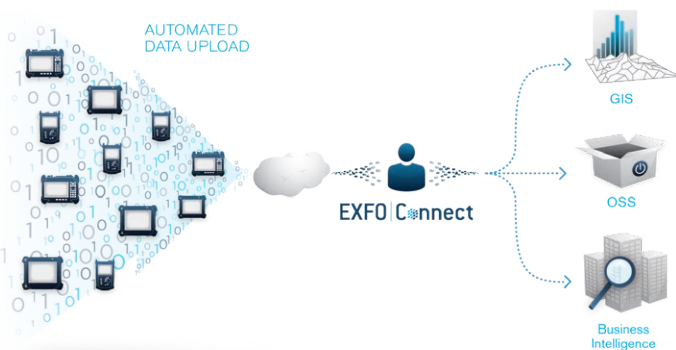 AUTOMATED
DATA UPLOAD
GIS
EXFO Connect
OSS
Business
Intelligence